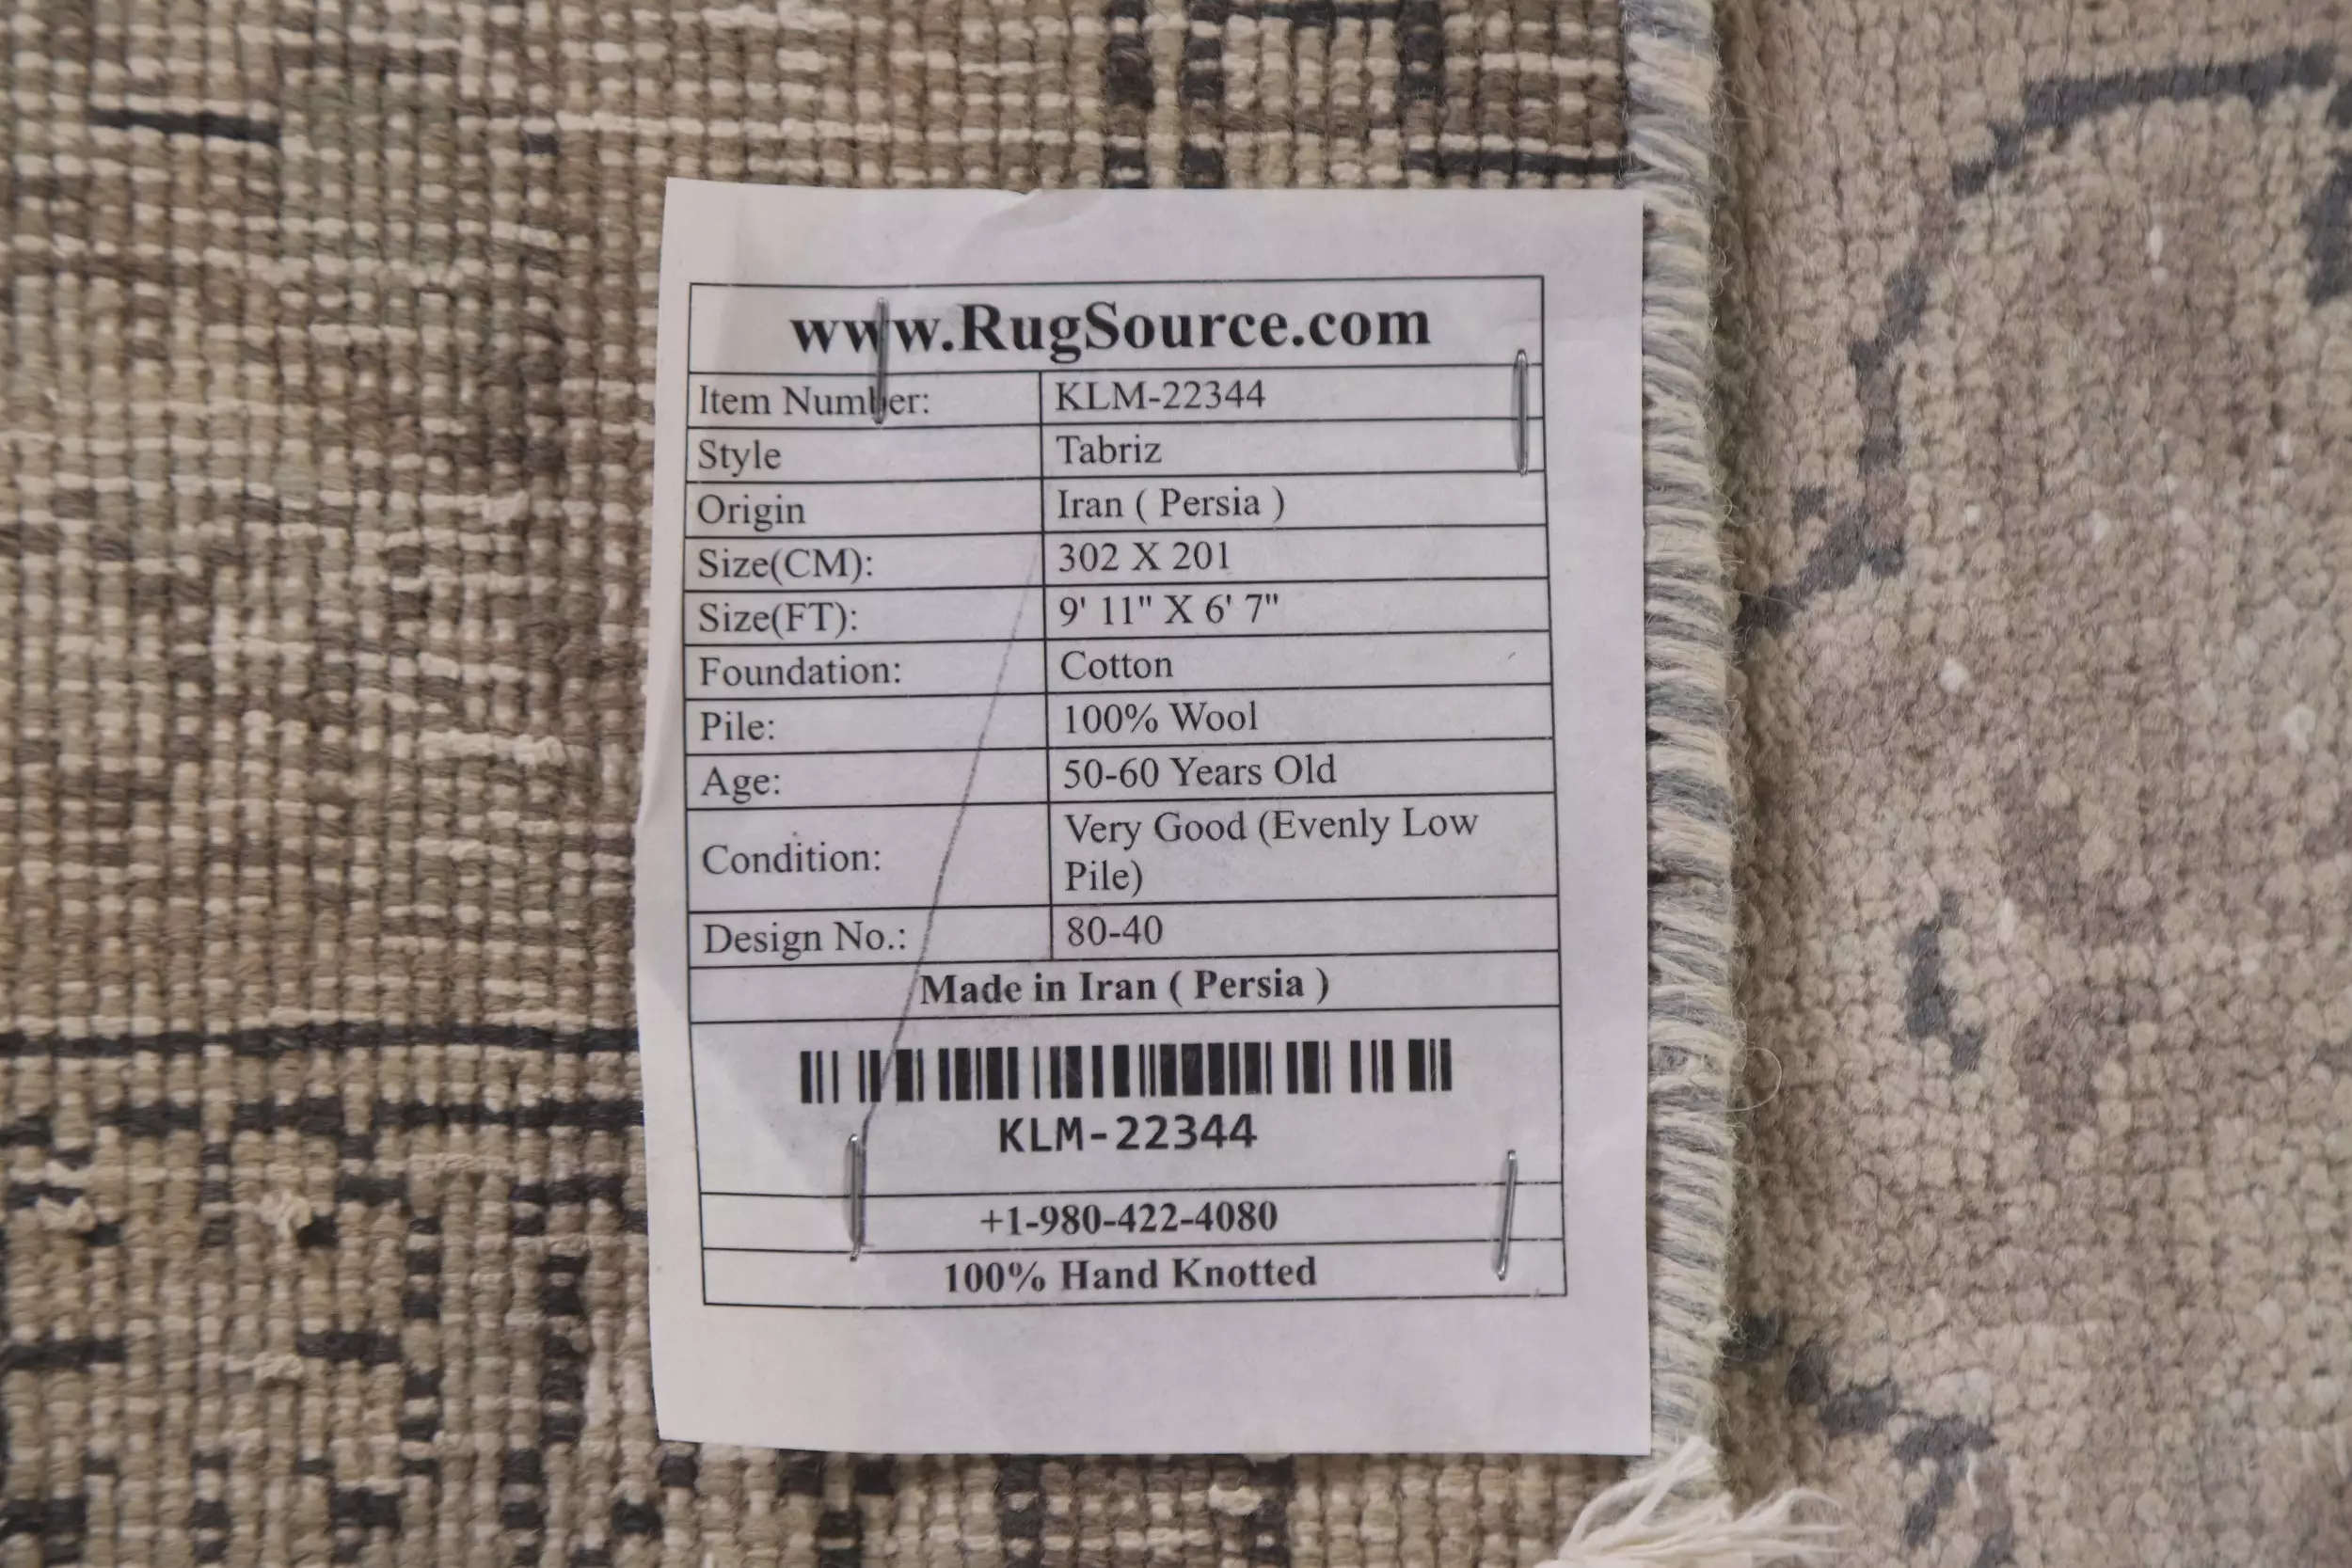 www.RugSource.com
Item Number: KLM-22344
Style Tabriz
Origin Iran ( Persia )
Size(CM): 302 X 201
Size(FT): 9' 11" X 6' 7"
Foundation: Cotton
Pile: 100% Wool
Age: 50-60 Years Old
Condition: Very Good (Evenly Low
Pile)
Design No.: 80-40
Made in Iran ( Persia )
KLM-22344
+1-980-422-4080
100% Hand Knotted